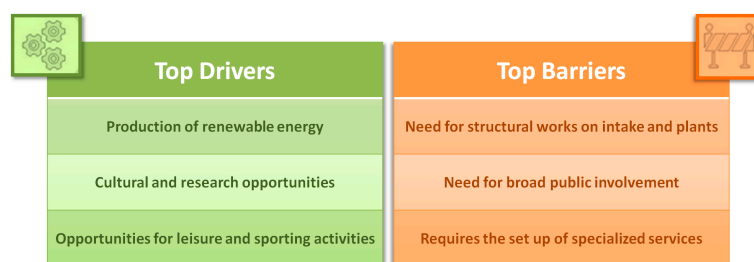 Top Drivers
Top Barriers
Production of renewable energy
Need for structural works on intake and plants
Cultural and research opportunities
Need for broad public involvement
Opportunities for leisure and sporting activities
Requires the set up of specialized services